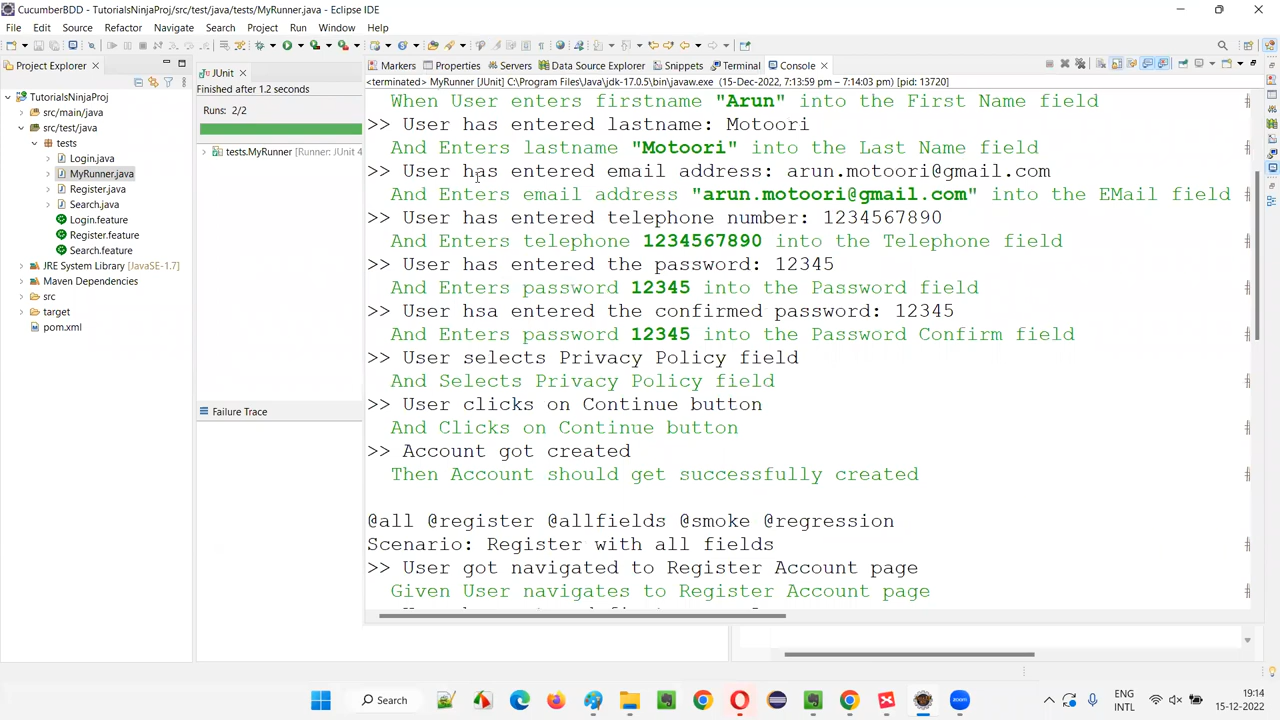 CucumberBDD - TutorialsNinjaProj/src/test/java/tests/MyRunner.java - Eclipse IDE
File Edit Source Refactor Navigate Search Project Run Window Help
Project Explorer
JUnit
Markers Properties Servers Data Source Explorer Snippets Terminal Console
Finished after 1.2 seconds
<terminated> MyRunner [JUnit] C:\Program Files\Java\jdk-17.0.5\bin\javaw.exe (15-Dec-2022, 7:13:59 pm - 7:14:03 pm) [pid: 13720]
Runs: 2/2
tests.MyRunner [Runner: JUnit 4
Failure Trace
TutorialsNinjaProj
src/main/java
src/test/java
tests
Login.java
MyRunner.java
Register.java
Search.java
Login.feature
Register.feature
Search.feature
JRE System Library [JavaSE-1.7]
Maven Dependencies
src
target
pom.xml
When User enters firstname "Arun" into the First Name field
>> User has entered lastname: Motoori
And Enters lastname "Motoori" into the Last Name field
>> User has entered email address: arun.motoori@gmail.com
And Enters email address "arun.motoori@gmail.com" into the EMail field
>> User has entered telephone number: 1234567890
And Enters telephone 1234567890 into the Telephone field
>> User has entered the password: 12345
And Enters password 12345 into the Password field
>> User hsa entered the confirmed password: 12345
And Enters password 12345 into the Password Confirm field
>> User selects Privacy Policy field
And Selects Privacy Policy field
>> User clicks on Continue button
And Clicks on Continue button
>> Account got created
Then Account should get successfully created
@all @register @allfields @smoke @regression
Scenario: Register with all fields
>> User got navigated to Register Account page
Given User navigates to Register Account page
Search
ENG
INTL
19:14
15-12-2022